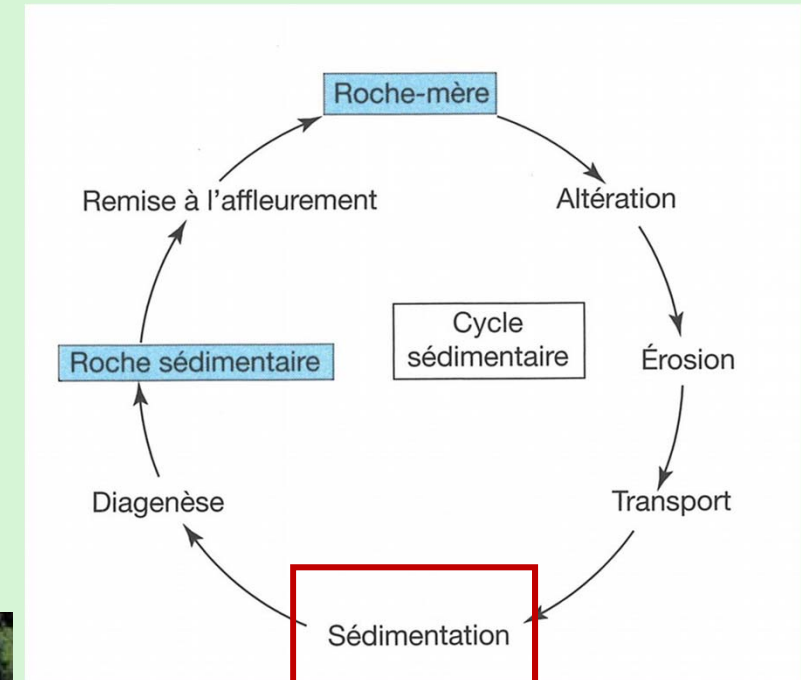 Roche-mère
Altération
Érosion
Transport
Sédimentation
Diagenèse
Roche sédimentaire
Remise à l'affleurement
Cycle
sédimentaire